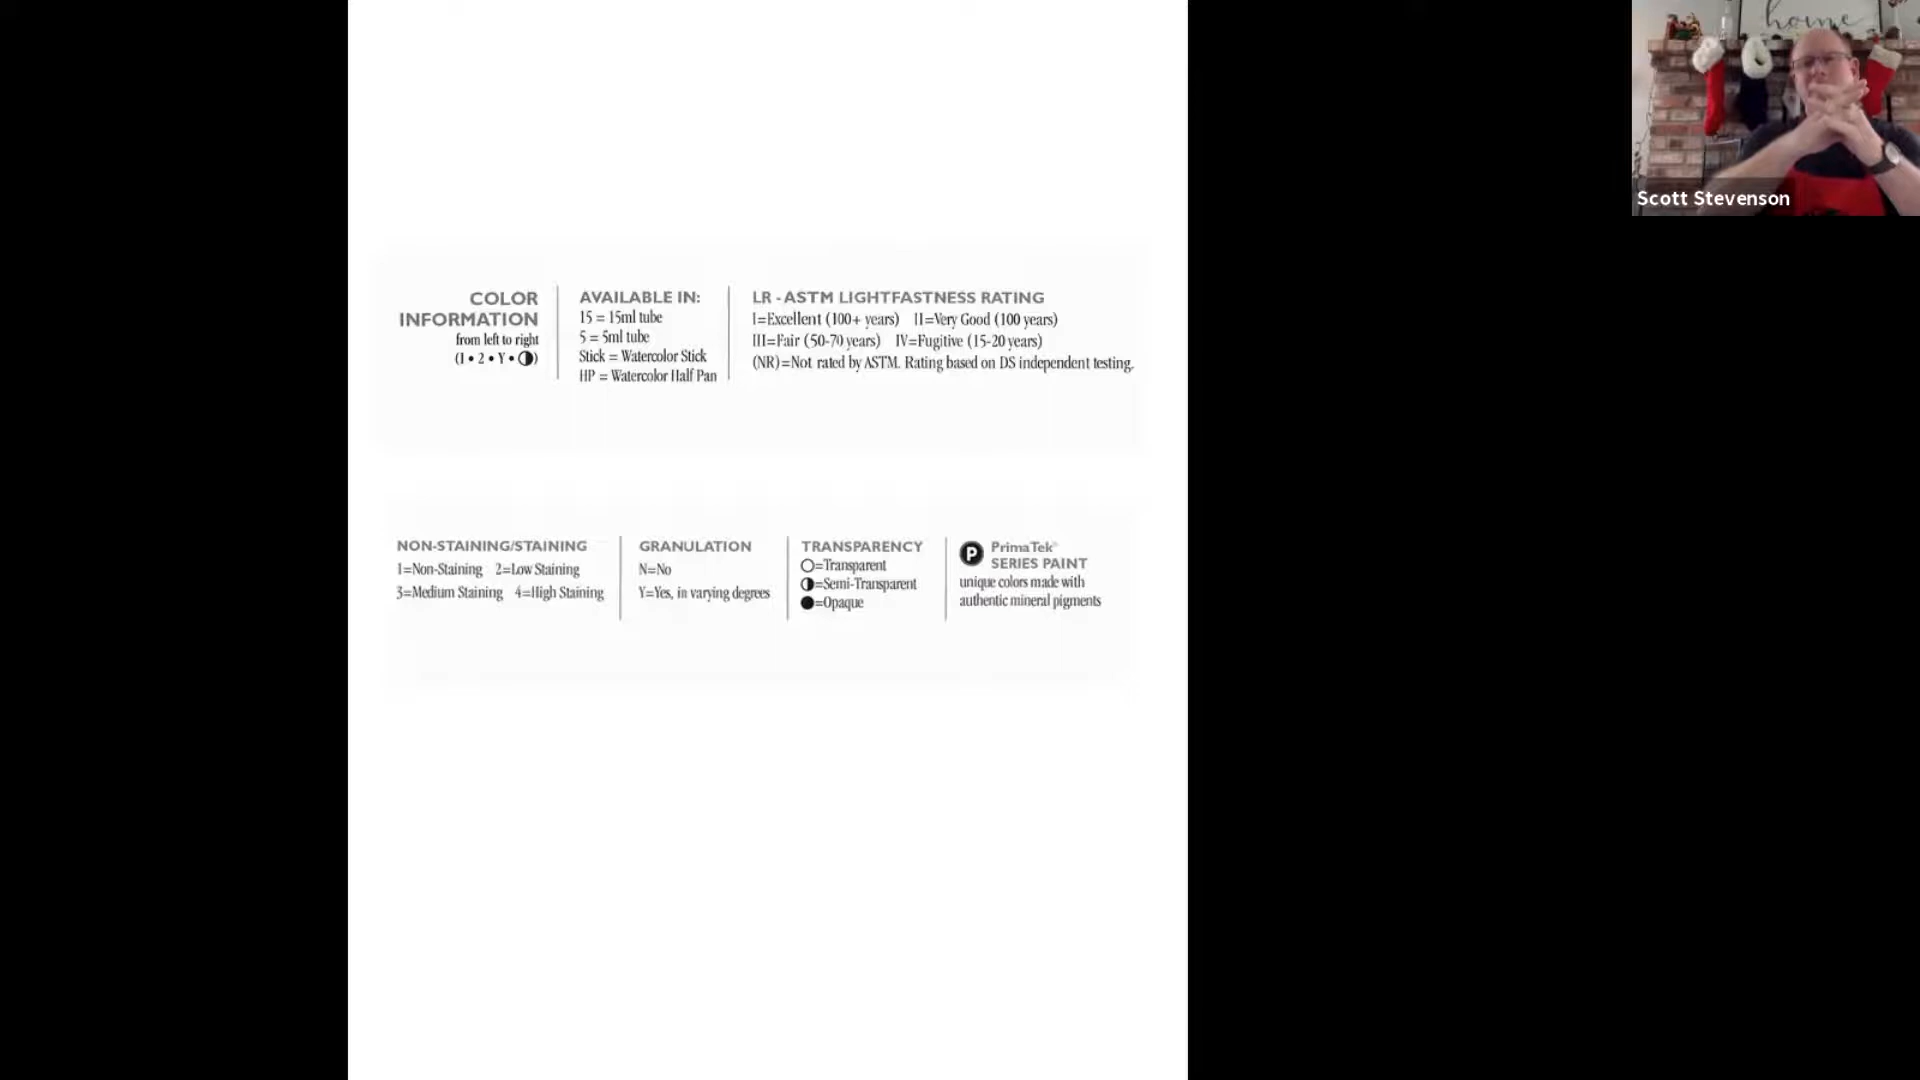 COLOR
INFORMATION
from left to right
(I • 2 • Y • ◑)
AVAILABLE IN:
15 = 15ml tube
5 = 5ml tube
Stick = Watercolor Stick
HP = Watercolor Half Pan
LR - ASTM LIGHTFASTNESS RATING
I=Excellent (100+ years) II=Very Good (100 years)
III=Fair (50-70 years) IV=Fugitive (15-20 years)
(NR)=Not rated by ASTM. Rating based on DS independent testing.
NON-STAINING/STAINING
1=Non-Staining 2=Low Staining
3=Medium Staining 4=High Staining
GRANULATION
N=No
Y=Yes, in varying degrees
TRANSPARENCY
○=Transparent
◑=Semi-Transparent
●=Opaque
P PrimaTek®
SERIES PAINT
unique colors made with
authentic mineral pigments
home
Scott Stevenson